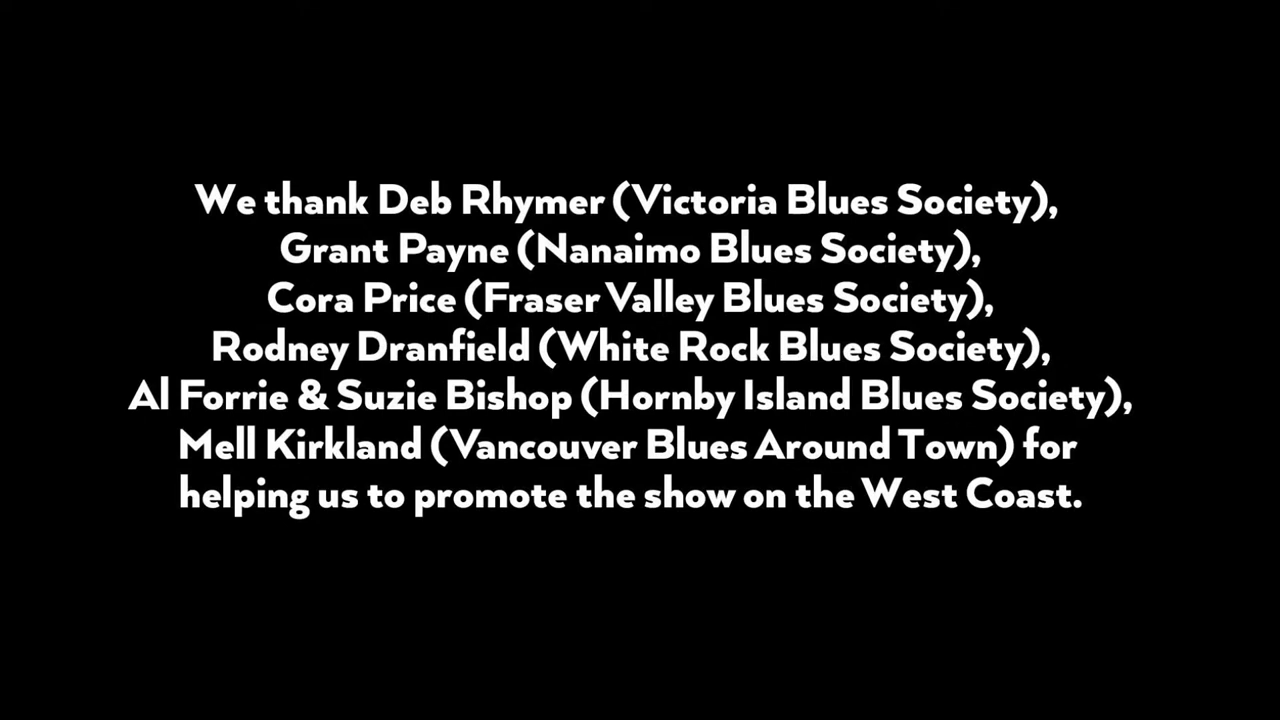 We thank Deb Rhymer (Victoria Blues Society),
Grant Payne (Nanaimo Blues Society),
Cora Price (Fraser Valley Blues Society),
Rodney Dranfield (White Rock Blues Society),
Al Forrie & Suzie Bishop (Hornby Island Blues Society),
Mell Kirkland (Vancouver Blues Around Town) for
helping us to promote the show on the West Coast.